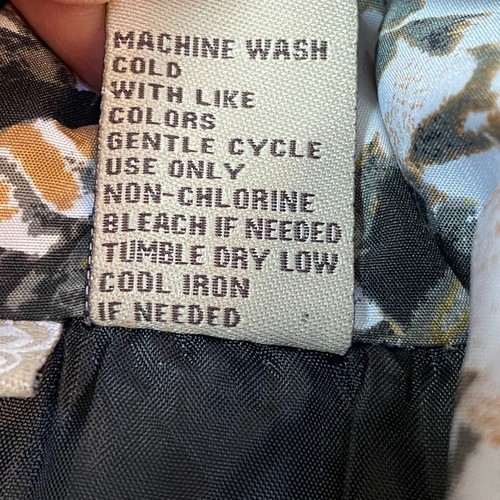 MACHINE WASH
COLD
WITH LIKE
COLORS
GENTLE CYCLE
USE ONLY
NON-CHLORINE
BLEACH IF NEEDED
TUMBLE DRY LOW
COOL IRON
IF NEEDED